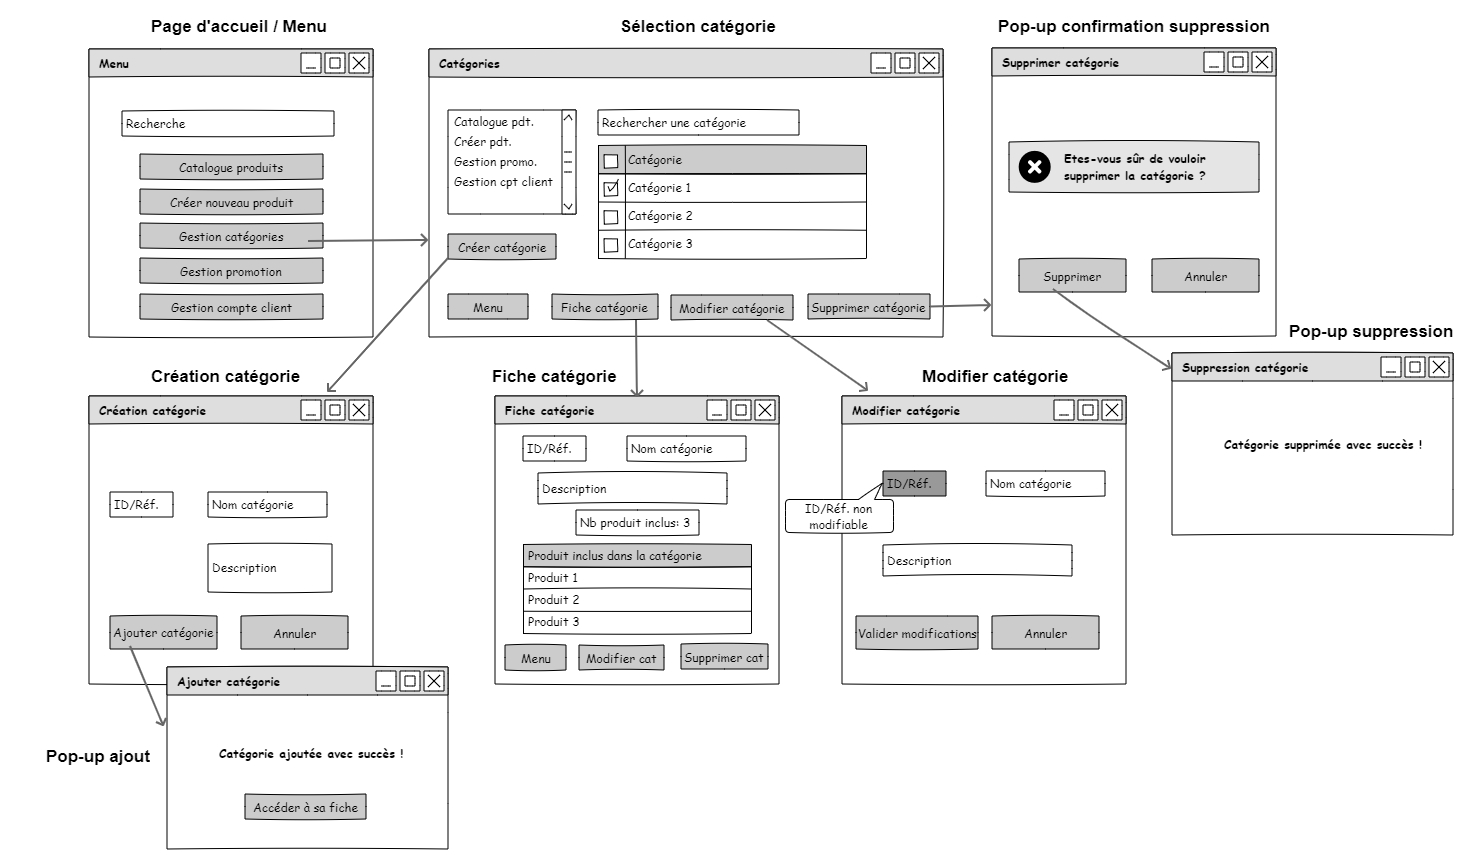 Page d'accueil / Menu
Menu
Recherche
Catalogue produits
Créer nouveau produit
Gestion catégories
Gestion promotion
Gestion compte client
Sélection catégorie
Catégories
Catalogue pdt.
Créer pdt.
Gestion promo.
Gestion cpt client
Rechercher une catégorie
Catégorie
Catégorie 1
Catégorie 2
Catégorie 3
Créer catégorie
Menu
Fiche catégorie
Modifier catégorie
Supprimer catégorie
Pop-up confirmation suppression
Supprimer catégorie
Etes-vous sûr de vouloir
supprimer la catégorie ?
Supprimer
Annuler
Pop-up suppression
Suppression catégorie
Catégorie supprimée avec succès !
Création catégorie
Création catégorie
ID/Réf.
Nom catégorie
Description
Ajouter catégorie
Annuler
Pop-up ajout
Ajouter catégorie
Catégorie ajoutée avec succès !
Accéder à sa fiche
Fiche catégorie
Fiche catégorie
ID/Réf.
Nom catégorie
Description
Nb produit inclus: 3
Produit inclus dans la catégorie
Produit 1
Produit 2
Produit 3
Menu
Modifier cat
Supprimer cat
Modifier catégorie
Modifier catégorie
ID/Réf.
Nom catégorie
ID/Réf. non
modifiable
Description
Valider modifications
Annuler